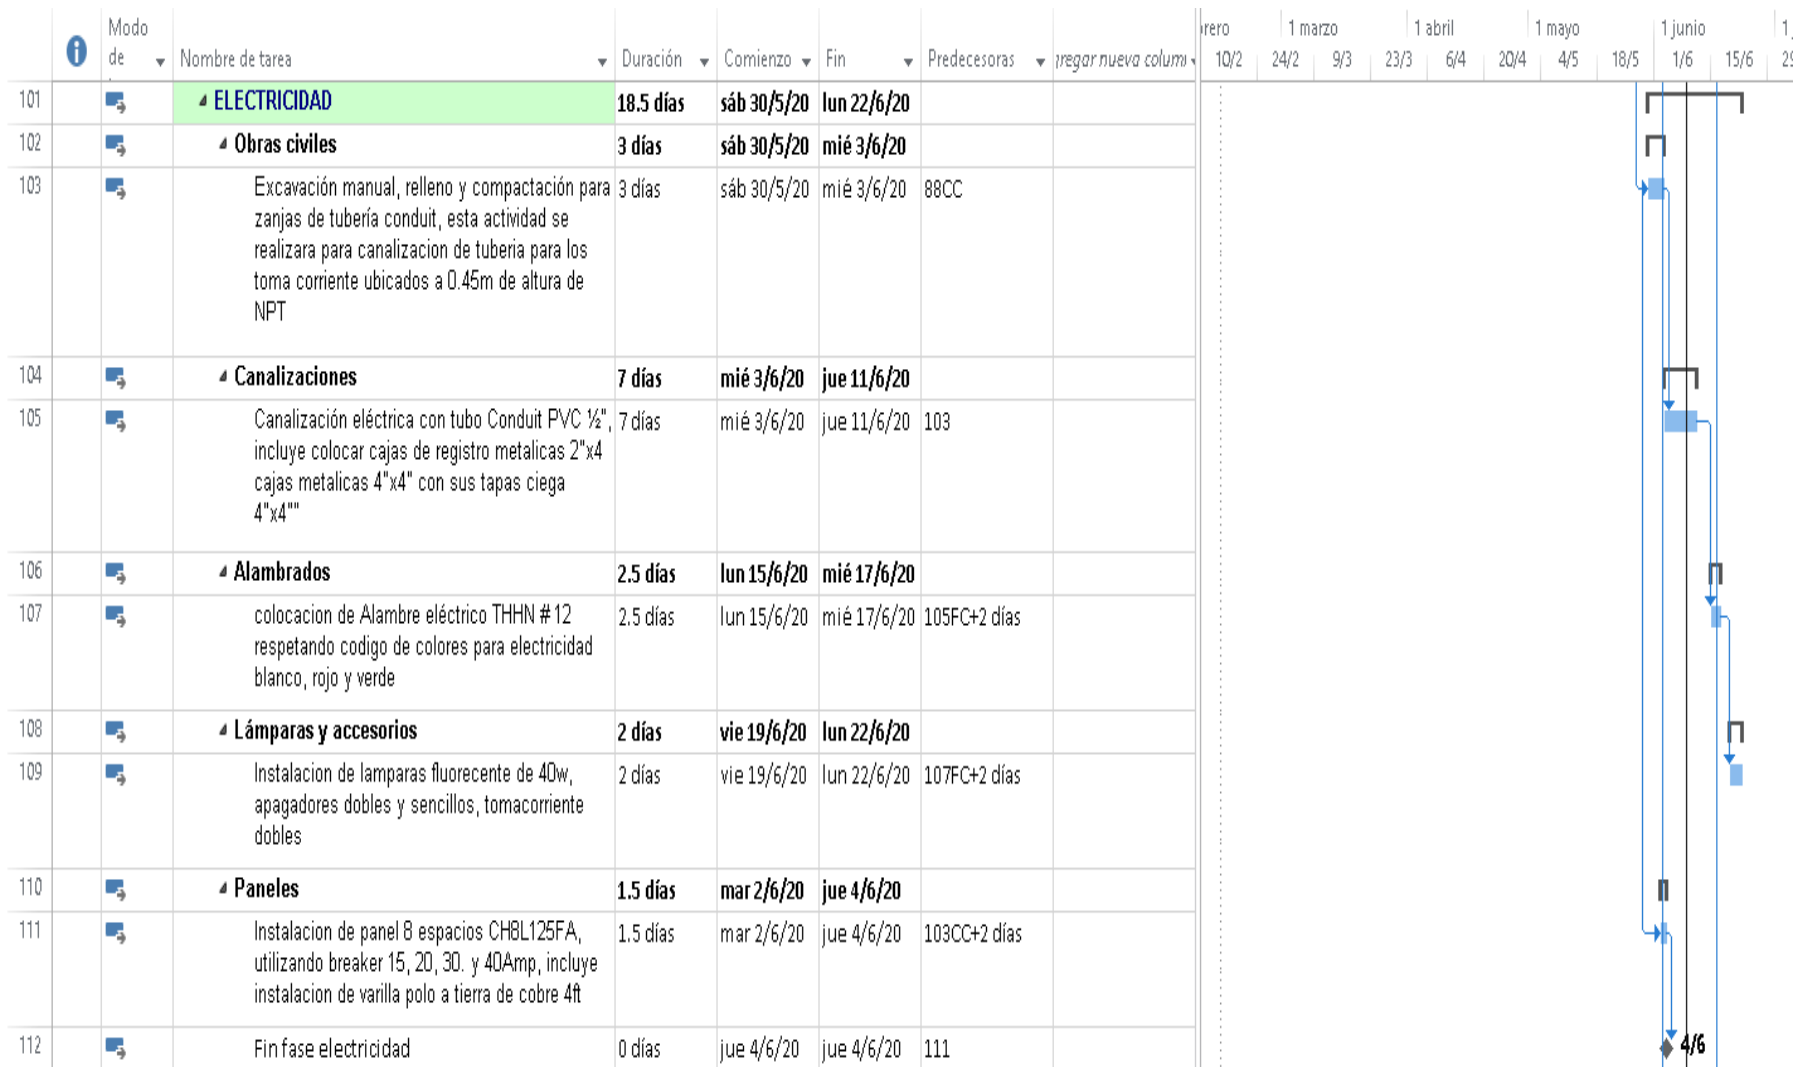 Modo
de
Nombre de tarea
Duración
Comienzo
Fin
Predecesoras
regar nueva colum
rero
1 marzo
1 abril
1 mayo
1 junio
1
10/2
24/2
9/3
23/3
6/4
20/4
4/5
18/5
1/6
15/6
29
101 ELECTRICIDAD 18.5 días sáb 30/5/20 lun 22/6/20
102 Obras civiles 3 días sáb 30/5/20 mié 3/6/20
103 Excavación manual, relleno y compactación para 3 días sáb 30/5/20 mié 3/6/20 88CC
zanjas de tubería conduit, esta actividad se
realizara para canalizacion de tuberia para los
toma corriente ubicados a 0.45m de altura de
NPT
104 Canalizaciones 7 días mié 3/6/20 jue 11/6/20
105 Canalización eléctrica con tubo Conduit PVC ½", 7 días mié 3/6/20 jue 11/6/20 103
incluye colocar cajas de registro metalicas 2"x4
cajas metalicas 4"x4" con sus tapas ciega
4"x4""
106 Alambrados 2.5 días lun 15/6/20 mié 17/6/20
107 colocacion de Alambre eléctrico THHN #12 2.5 días lun 15/6/20 mié 17/6/20 105FC+2 días
respetando codigo de colores para electricidad
blanco, rojo y verde
108 Lámparas y accesorios 2 días vie 19/6/20 lun 22/6/20
109 Instalacion de lamparas fluorecente de 40w, 2 días vie 19/6/20 lun 22/6/20 107FC+2 días
apagadores dobles y sencillos, tomacorriente
dobles
110 Paneles 1.5 días mar 2/6/20 jue 4/6/20
111 Instalacion de panel 8 espacios CH8L125FA, 1.5 días mar 2/6/20 jue 4/6/20 103CC+2 días
utilizando breaker 15, 20, 30. y 40Amp, incluye
instalacion de varilla polo a tierra de cobre 4ft
112 Fin fase electricidad 0 días jue 4/6/20 jue 4/6/20 111 4/6